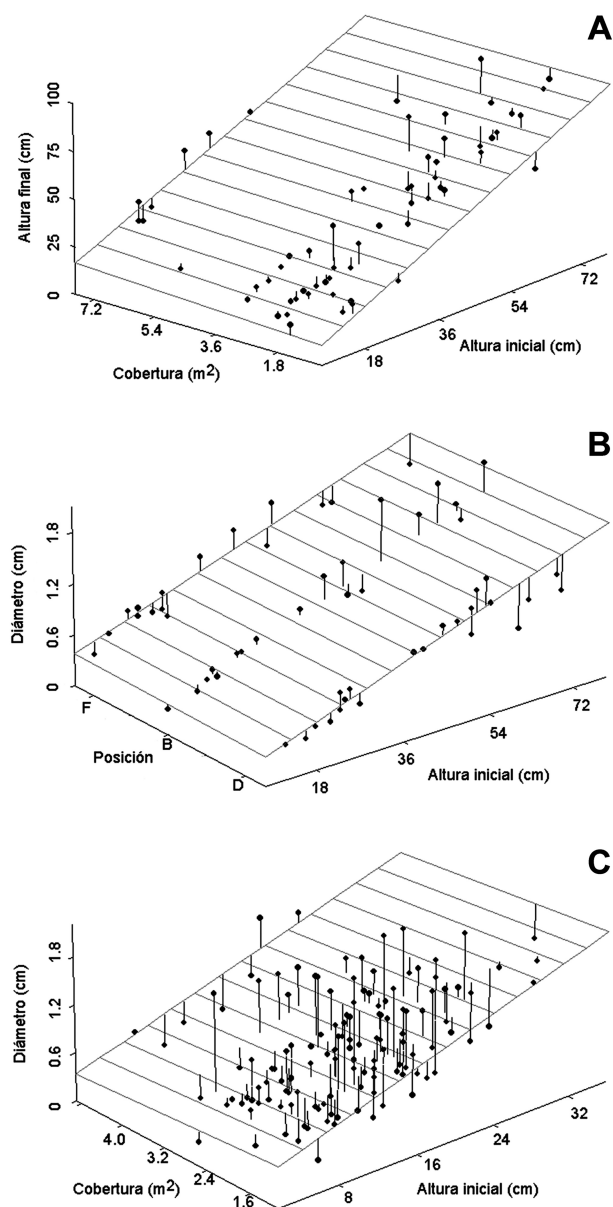 A
Altura final (cm)
100
75
50
25
0
7.2
5.4
3.6
1.8
Cobertura (m2)
18
36
54
72
Altura inicial (cm)
B
Diámetro (cm)
1.8
1.2
0.6
0
F
B
D
Posición
18
36
54
72
Altura inicial (cm)
C
Diámetro (cm)
1.8
1.2
0.6
0
4.0
3.2
2.4
1.6
Cobertura (m2)
8
16
24
32
Altura inicial (cm)